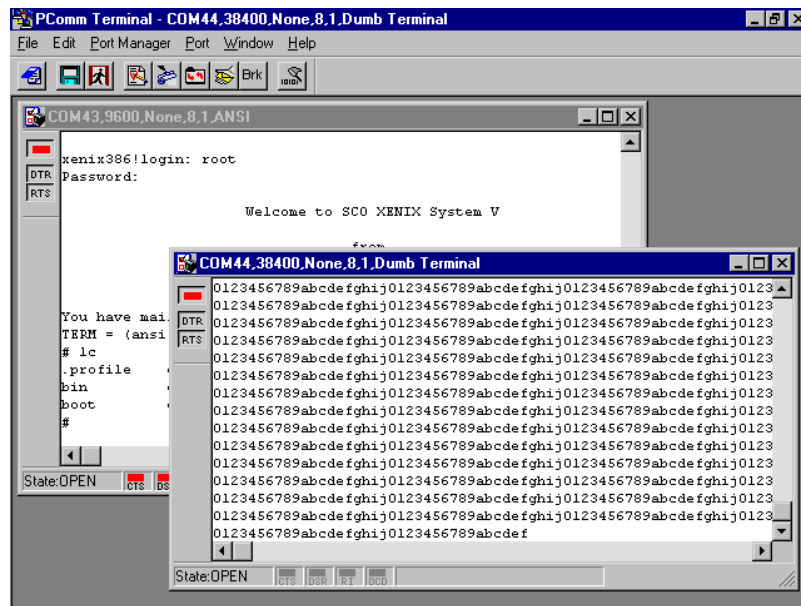 PComm Terminal - COM44,38400,None,8,1,Dumb Terminal
File Edit Port Manager Port Window Help
Brk
COM43,9600,None,8,1,ANSI
DTR
RTS
xenix386!login: root
Password:
Welcome to SCO XENIX System V
from
You have mai
TERM = (ansi
# lc
.profile
bin
boot
#
State:OPEN
CTS
COM44,38400,None,8,1,Dumb Terminal
DTR
RTS
0123456789abcdefghij0123456789abcdefghij0123456789abcdefghij0123
0123456789abcdefghij0123456789abcdefghij0123456789abcdefghij0123
0123456789abcdefghij0123456789abcdefghij0123456789abcdefghij0123
0123456789abcdefghij0123456789abcdefghij0123456789abcdefghij0123
0123456789abcdefghij0123456789abcdefghij0123456789abcdefghij0123
0123456789abcdefghij0123456789abcdefghij0123456789abcdefghij0123
0123456789abcdefghij0123456789abcdefghij0123456789abcdefghij0123
0123456789abcdefghij0123456789abcdefghij0123456789abcdefghij0123
0123456789abcdefghij0123456789abcdefghij0123456789abcdefghij0123
0123456789abcdefghij0123456789abcdefghij0123456789abcdefghij0123
0123456789abcdefghij0123456789abcdefghij0123456789abcdefghij0123
0123456789abcdefghij0123456789abcdefghij0123456789abcdefghij0123
0123456789abcdefghij0123456789abcdefghij0123456789abcdefghij0123
0123456789abcdefghij0123456789abcdefghij0123456789abcdefghij0123
0123456789abcdefghij0123456789abcdef
State:OPEN
CTS DSR RI DCD